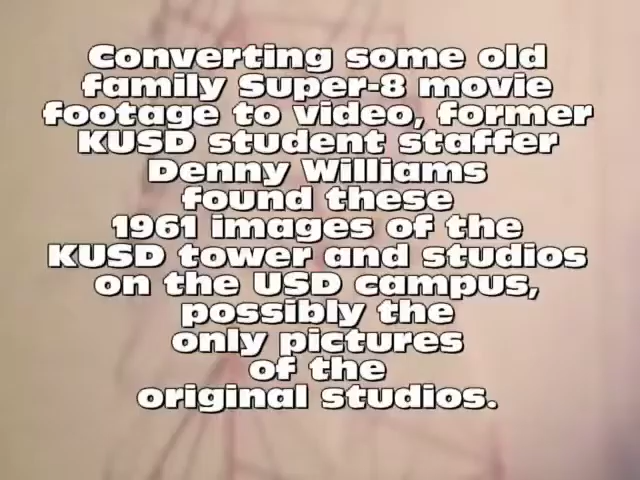 Converting some old
family Super-8 movie
footage to video, former
KUSD student staffer
Denny Williams
found these
1961 images of the
KUSD tower and studios
on the USD campus,
possibly the
only pictures
of the
original studios.